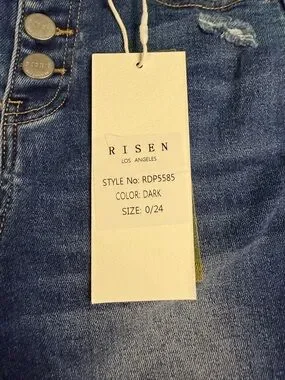 RISEN
LOS ANGELES
STYLE No: RDP5585
COLOR: DARK
SIZE: 0/24